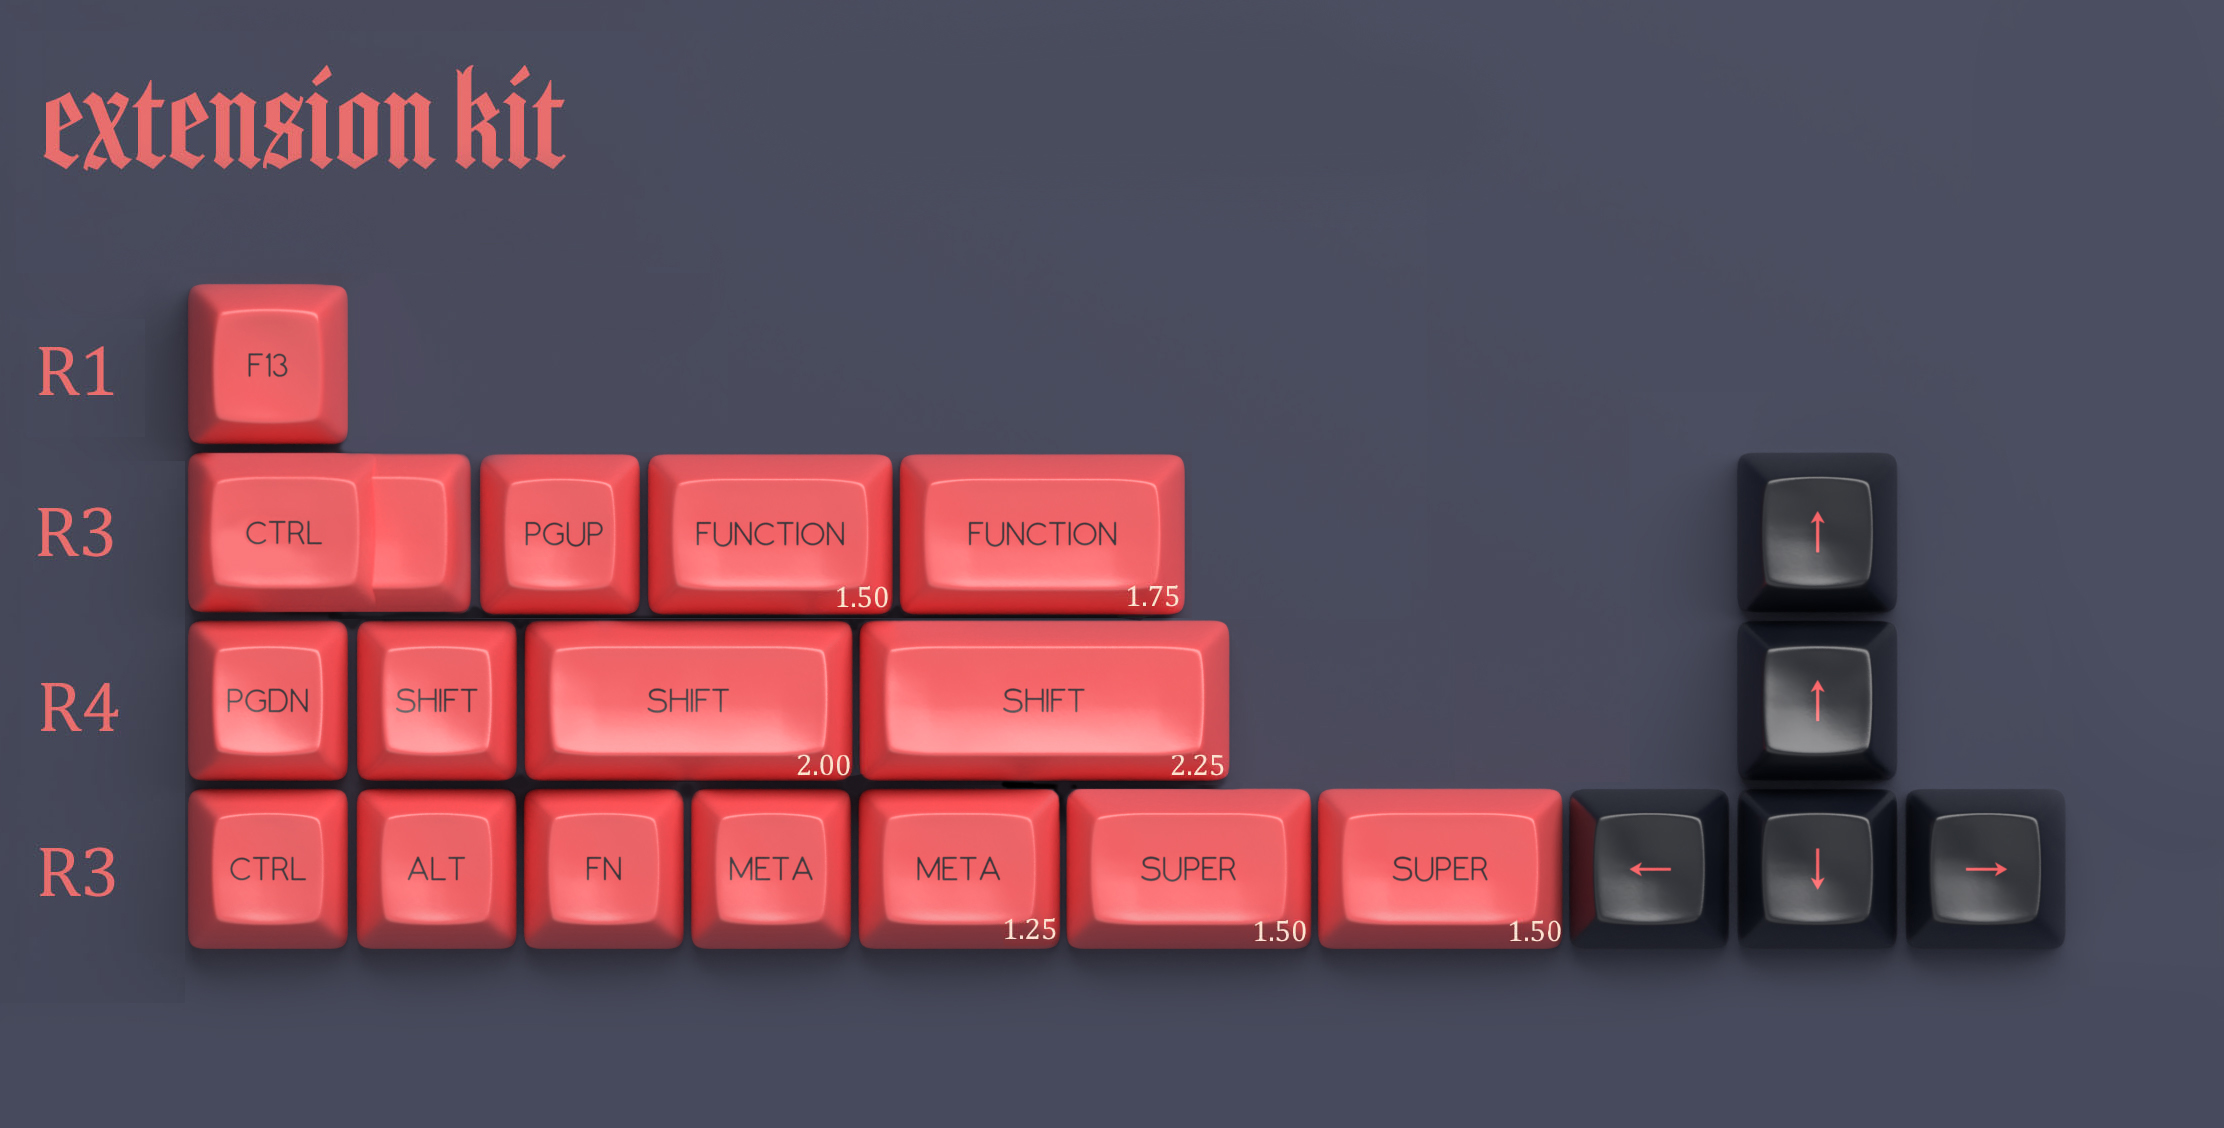 extension kit
R1 F13
R3 CTRL PGUP FUNCTION 1.50 FUNCTION 1.75 ↑
R4 PGDN SHIFT SHIFT 2.00 SHIFT 2.25 ↑
R3 CTRL ALT FN META META 1.25 SUPER 1.50 SUPER 1.50 ← ↓ →